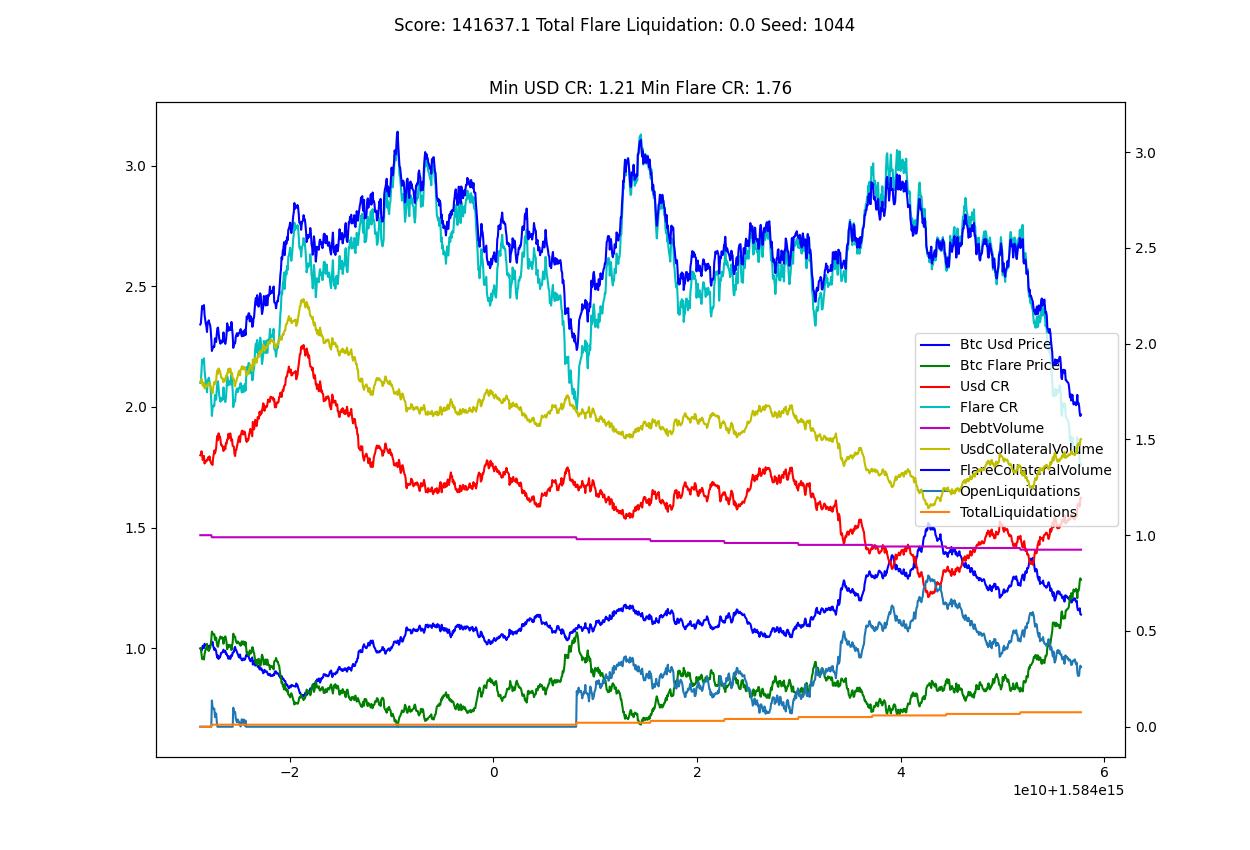 Score: 141637.1 Total Flare Liquidation: 0.0 Seed: 1044
Min USD CR: 1.21 Min Flare CR: 1.76
3.0
2.5
2.0
1.5
1.0
3.0
2.5
2.0
1.5
1.0
0.5
0.0
Btc Usd Price
Btc Flare Price
Usd CR
Flare CR
DebtVolume
UsdCollateralVolume
FlareCollateralVolume
OpenLiquidations
TotalLiquidations
−2 0 2 4 6
1e10+1.584e15